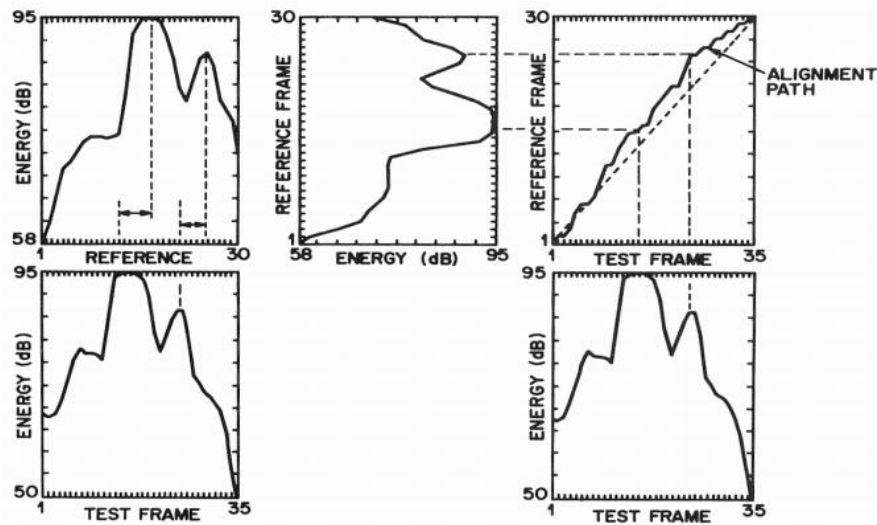 95
ENERGY (dB)
58
1
REFERENCE
30
30
REFERENCE FRAME
1
58
ENERGY (dB)
95
30
REFERENCE FRAME
1
1
TEST FRAME
35
ALIGNMENT
PATH
95
ENERGY (dB)
50
1
TEST FRAME
35
95
ENERGY (dB)
50
1
TEST FRAME
35